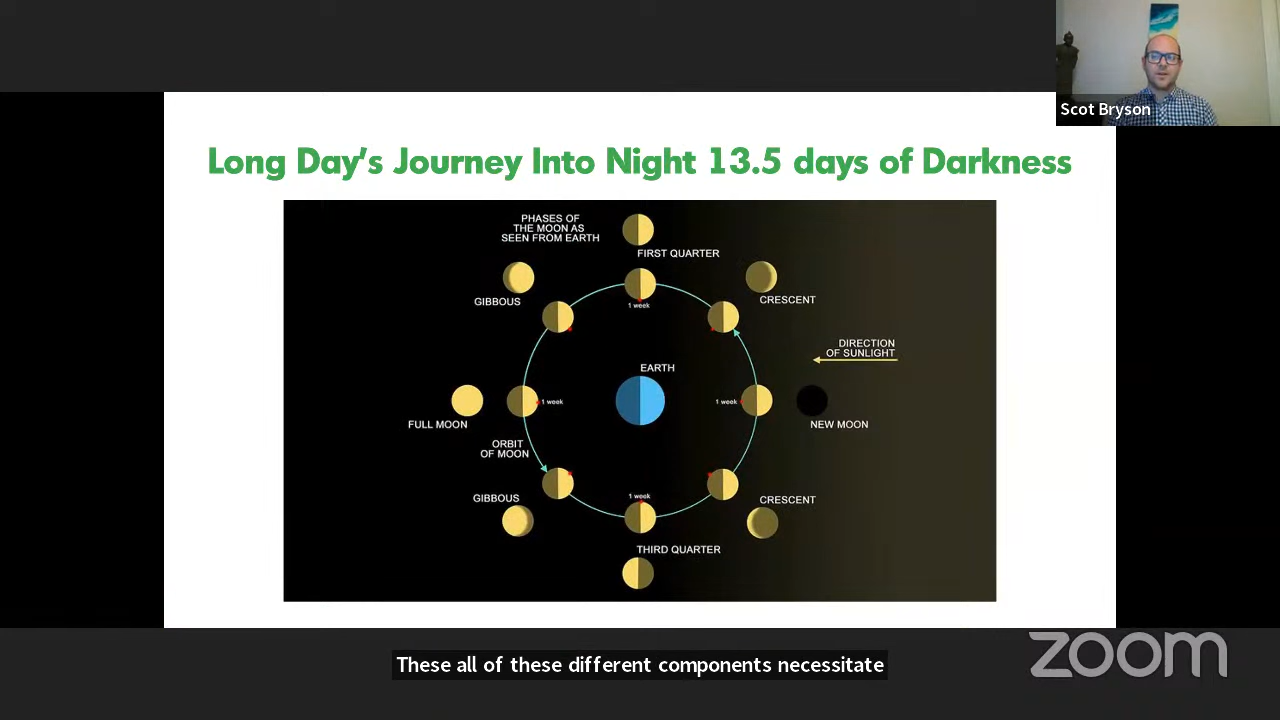 Scot Bryson
Long Day's Journey Into Night 13.5 days of Darkness
PHASES OF
THE MOON AS
SEEN FROM EARTH
FIRST QUARTER
GIBBOUS
1 week
CRESCENT
DIRECTION
OF SUNLIGHT
EARTH
1 week
1 week
FULL MOON
NEW MOON
ORBIT
OF MOON
GIBBOUS
1 week
CRESCENT
THIRD QUARTER
These all of these different components necessitate
zoom